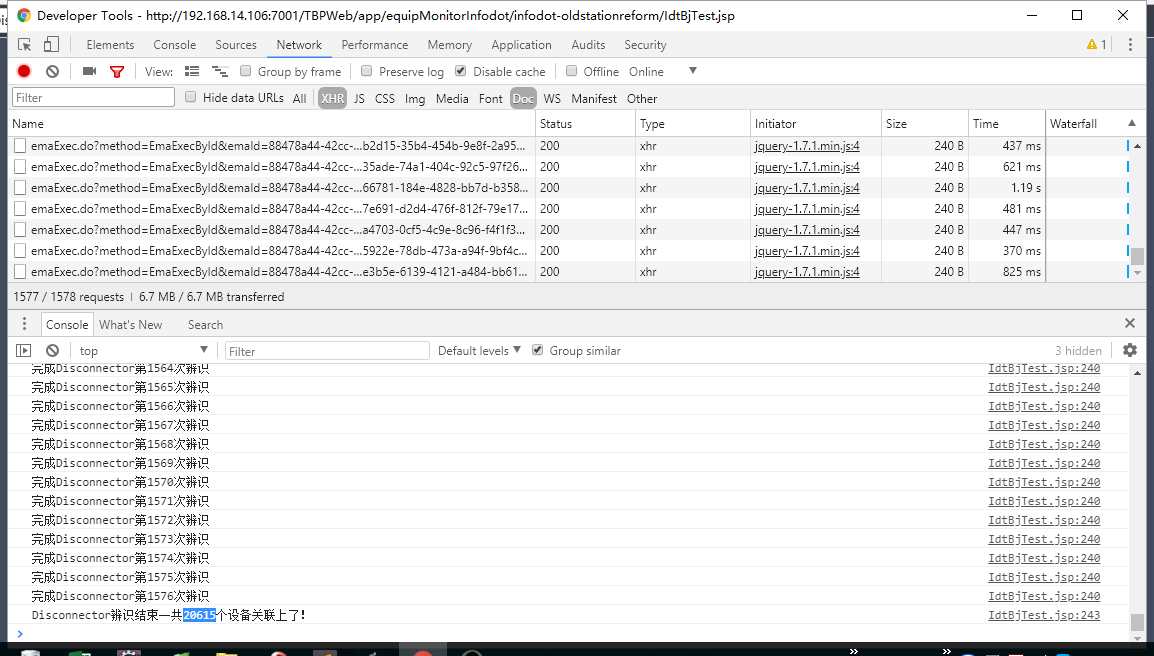 Developer Tools - http://192.168.14.106:7001/TBPWeb/app/equipMonitorInfodot/infodot-oldstationreform/IdtBjTest.jsp
Elements Console Sources Network Performance Memory Application Audits Security 1
View: Group by frame Preserve log Disable cache Offline Online
Filter Hide data URLs All XHR JS CSS Img Media Font Doc WS Manifest Other
Name Status Type Initiator Size Time Waterfall
emaExec.do?method=EmaExecById&emaId=88478a44-42cc-...b2d15-35b4-454b-9e8f-2a95... 200 xhr jquery-1.7.1.min.js:4 240 B 437 ms
emaExec.do?method=EmaExecById&emaId=88478a44-42cc-...35ade-74a1-404c-92c5-97f26... 200 xhr jquery-1.7.1.min.js:4 240 B 621 ms
emaExec.do?method=EmaExecById&emaId=88478a44-42cc-...66781-184e-4828-bb7d-b358... 200 xhr jquery-1.7.1.min.js:4 240 B 1.19 s
emaExec.do?method=EmaExecById&emaId=88478a44-42cc-...7e691-d2d4-476f-812f-79e17... 200 xhr jquery-1.7.1.min.js:4 240 B 481 ms
emaExec.do?method=EmaExecById&emaId=88478a44-42cc-...a4703-0cf5-4c9e-8c96-f4f1f3... 200 xhr jquery-1.7.1.min.js:4 240 B 447 ms
emaExec.do?method=EmaExecById&emaId=88478a44-42cc-...5922e-78db-473a-a94f-9bf4c... 200 xhr jquery-1.7.1.min.js:4 240 B 370 ms
emaExec.do?method=EmaExecById&emaId=88478a44-42cc-...e3b5e-6139-4121-a484-bb61... 200 xhr jquery-1.7.1.min.js:4 240 B 825 ms
1577 / 1578 requests | 6.7 MB / 6.7 MB transferred
Console What's New Search
top Filter Default levels Group similar 3 hidden
完成Disconnector第1564次辨识 IdtBjTest.jsp:240
完成Disconnector第1565次辨识 IdtBjTest.jsp:240
完成Disconnector第1566次辨识 IdtBjTest.jsp:240
完成Disconnector第1567次辨识 IdtBjTest.jsp:240
完成Disconnector第1568次辨识 IdtBjTest.jsp:240
完成Disconnector第1569次辨识 IdtBjTest.jsp:240
完成Disconnector第1570次辨识 IdtBjTest.jsp:240
完成Disconnector第1571次辨识 IdtBjTest.jsp:240
完成Disconnector第1572次辨识 IdtBjTest.jsp:240
完成Disconnector第1573次辨识 IdtBjTest.jsp:240
完成Disconnector第1574次辨识 IdtBjTest.jsp:240
完成Disconnector第1575次辨识 IdtBjTest.jsp:240
完成Disconnector第1576次辨识 IdtBjTest.jsp:240
Disconnector辨识结束一共20615个设备关联上了! IdtBjTest.jsp:243